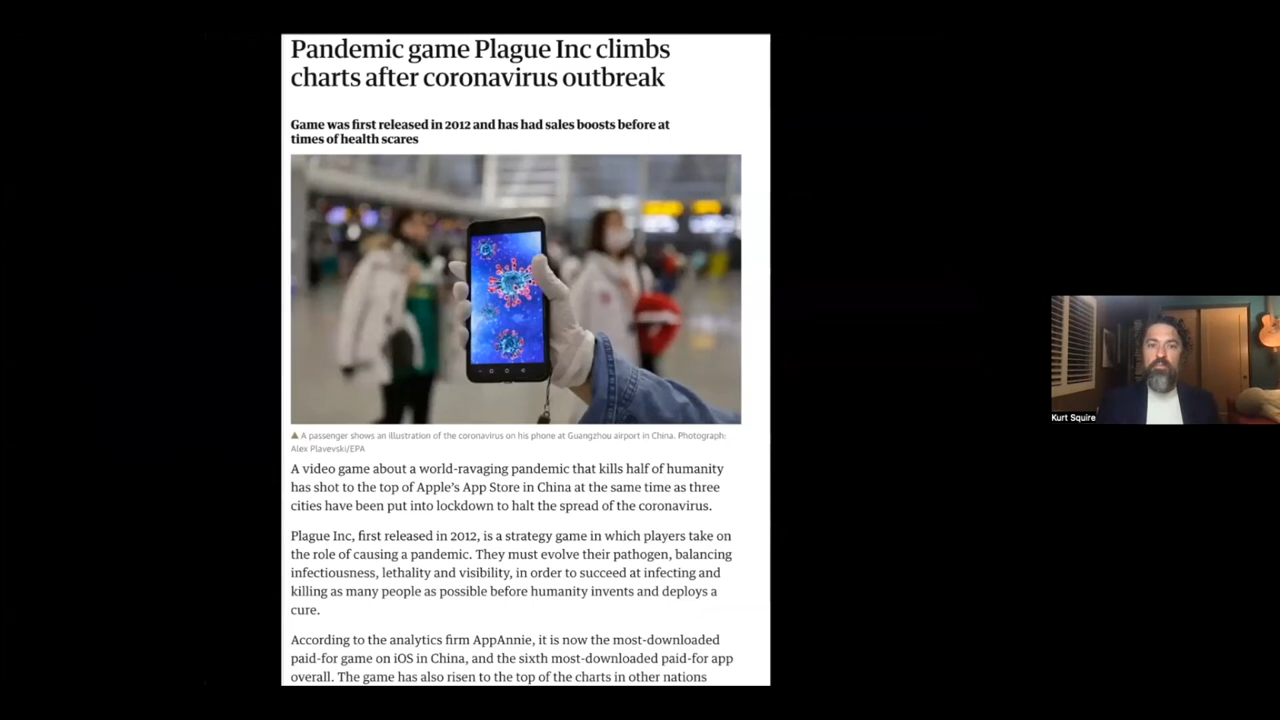 Pandemic game Plague Inc climbs
charts after coronavirus outbreak
Game was first released in 2012 and has had sales boosts before at
times of health scares
▲ A passenger shows an illustration of the coronavirus on his phone at Guangzhou airport in China. Photograph:
Alex Plavevski/EPA
A video game about a world-ravaging pandemic that kills half of humanity
has shot to the top of Apple’s App Store in China at the same time as three
cities have been put into lockdown to halt the spread of the coronavirus.
Plague Inc, first released in 2012, is a strategy game in which players take on
the role of causing a pandemic. They must evolve their pathogen, balancing
infectiousness, lethality and visibility, in order to succeed at infecting and
killing as many people as possible before humanity invents and deploys a
cure.
According to the analytics firm AppAnnie, it is now the most-downloaded
paid-for game on iOS in China, and the sixth most-downloaded paid-for app
overall. The game has also risen to the top of the charts in other nations
Kurt Squire